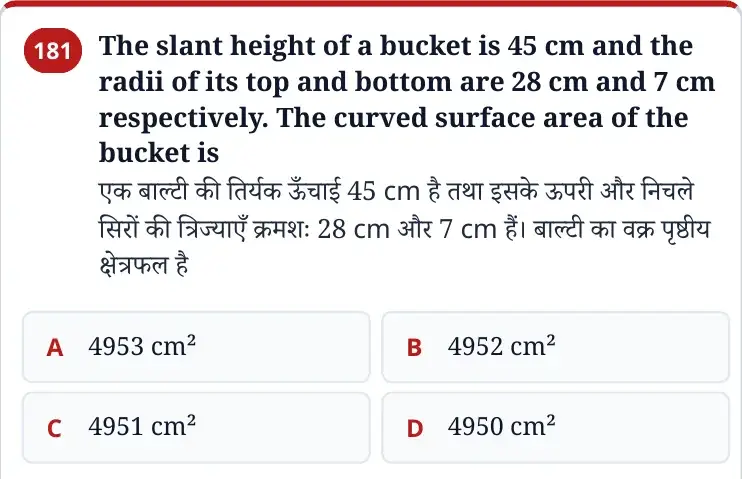 181 The slant height of a bucket is 45 cm and the
radii of its top and bottom are 28 cm and 7 cm
respectively. The curved surface area of the
bucket is
एक बाल्टी की तिर्यक ऊँचाई 45 cm है तथा इसके ऊपरी और निचले
सिरों की त्रिज्याएँ क्रमशः 28 cm और 7 cm हैं। बाल्टी का वक्र पृष्ठीय
क्षेत्रफल है
A 4953 cm²
B 4952 cm²
C 4951 cm²
D 4950 cm²